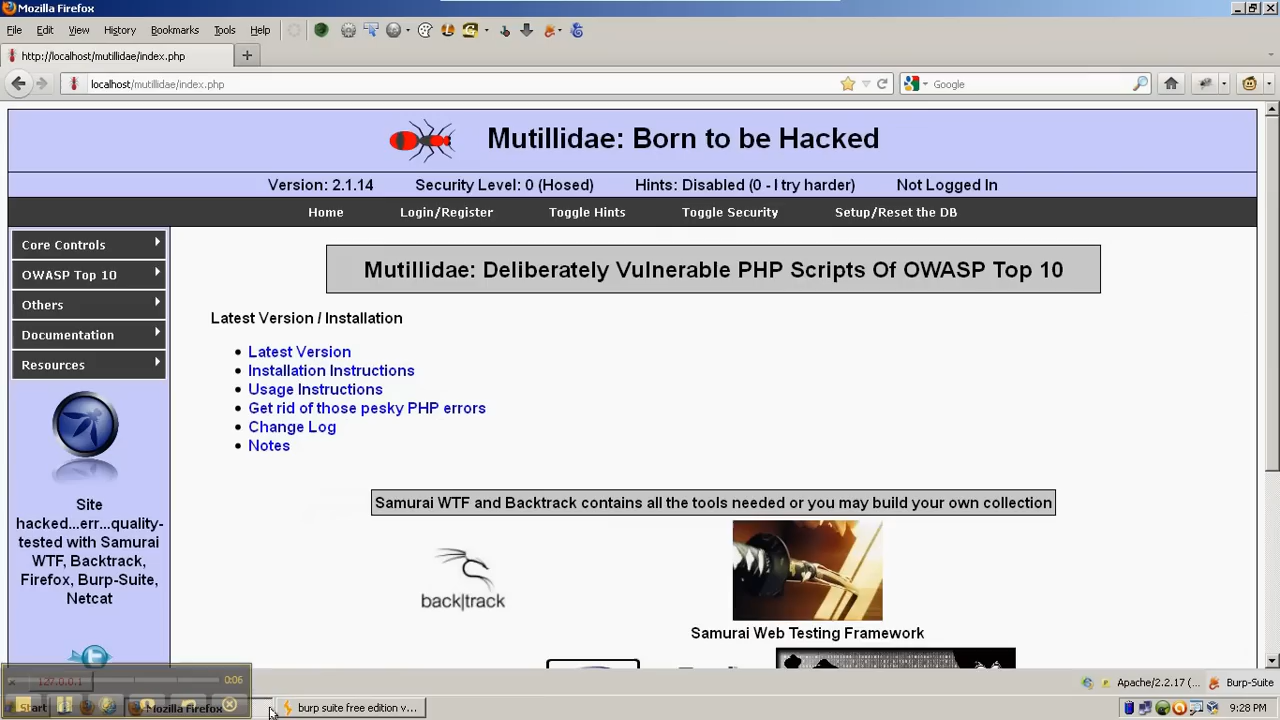 Mozilla Firefox
File Edit View History Bookmarks Tools Help
http://localhost/mutillidae/index.php
localhost/mutillidae/index.php
Google
Mutillidae: Born to be Hacked
Version: 2.1.14 Security Level: 0 (Hosed) Hints: Disabled (0 - I try harder) Not Logged In
Home Login/Register Toggle Hints Toggle Security Setup/Reset the DB
Core Controls
OWASP Top 10
Others
Documentation
Resources
Site
hacked...err...quality-
tested with Samurai
WTF, Backtrack,
Firefox, Burp-Suite,
Netcat
Mutillidae: Deliberately Vulnerable PHP Scripts Of OWASP Top 10
Latest Version / Installation
• Latest Version
• Installation Instructions
• Usage Instructions
• Get rid of those pesky PHP errors
• Change Log
• Notes
Samurai WTF and Backtrack contains all the tools needed or you may build your own collection
back|track
Samurai Web Testing Framework
127.0.0.1
0:06
Apache/2.2.17 (... Burp-Suite
Start
Mozilla Firefox
burp suite free edition v...
9:28 PM